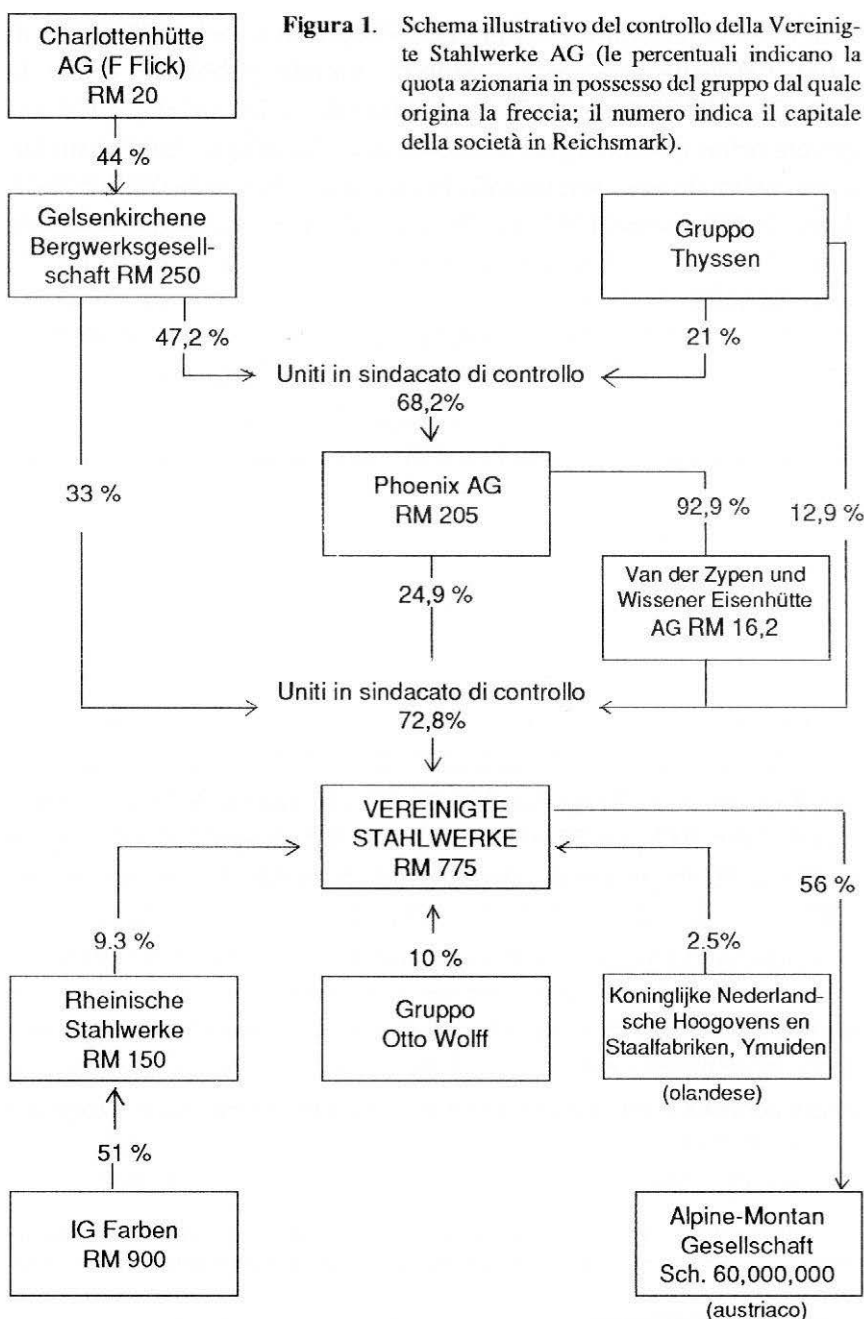 Charlottenhütte
AG (F Flick)
RM 20
Figura 1. Schema illustrativo del controllo della Vereinig-
te Stahlwerke AG (le percentuali indicano la
quota azionaria in possesso del gruppo dal quale
origina la freccia; il numero indica il capitale
della società in Reichsmark).
44 %
Gelsenkirchene
Bergwerksgesell-
schaft RM 250
Gruppo
Thyssen
47,2 %
21 %
Uniti in sindacato di controllo
68,2%
33 %
Phoenix AG
RM 205
92,9 %
12,9 %
24,9 %
Van der Zypen und
Wissener Eisenhütte
AG RM 16,2
Uniti in sindacato di controllo
72,8%
VEREINIGTE
STAHLWERKE
RM 775
56 %
9.3 %
10 %
2.5%
Rheinische
Stahlwerke
RM 150
Gruppo
Otto Wolff
Koninglijke Nederland-
sche Hoogovens en
Staalfabriken, Ymuiden
(olandese)
51 %
IG Farben
RM 900
Alpine-Montan
Gesellschaft
Sch. 60,000,000
(austriaco)